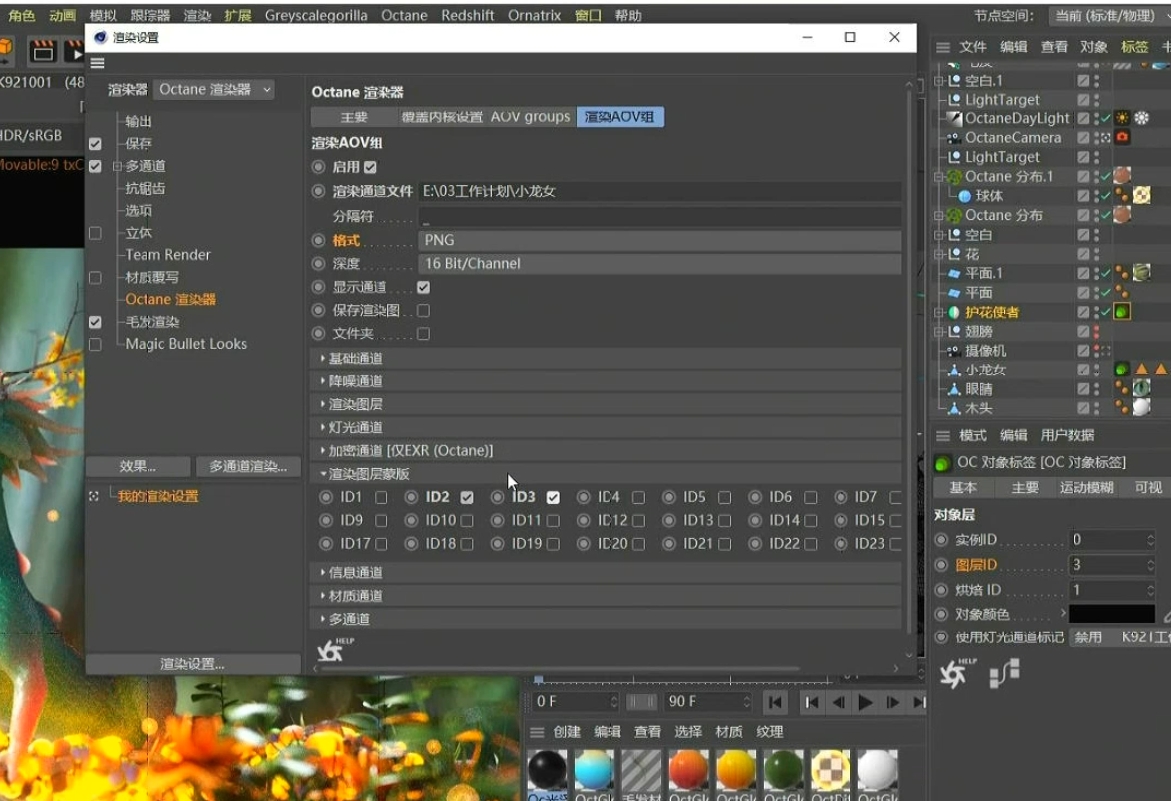 角色 动画 模拟 跟踪器 渲染 扩展 Greyscalegorilla Octane Redshift Ornatrix 窗口 帮助 节点空间: 当前 (标准/物理)
渲染设置
文件 编辑 查看 对象 标签
K921001 (48
HDR/sRGB
Movable:9 txC
渲染器 Octane 渲染器
输出
保存
多通道
抗锯齿
选项
立体
Team Render
材质覆写
Octane 渲染器
毛发渲染
Magic Bullet Looks
效果... 多通道渲染...
我的渲染设置
渲染设置...
Octane 渲染器
主要 覆盖内核设置 AOV groups 渲染AOV组
渲染AOV组
启用
渲染通道文件 E:\03工作计划\小龙女
分隔符 . . . . . _
格式 . . . . . . . PNG
深度 . . . . . . . 16 Bit/Channel
显示通道 . . . .
保存渲染图 . .
文件夹 . . . . . .
基础通道
降噪通道
渲染图层
灯光通道
加密通道 [仅EXR (Octane)]
渲染图层蒙版
ID1 ID2 ID3 ID4 ID5 ID6 ID7
ID9 ID10 ID11 ID12 ID13 ID14 ID15
ID17 ID18 ID19 ID20 ID21 ID22 ID23
信息通道
材质通道
多通道
HELP
空白.1
LightTarget
OctaneDayLight
OctaneCamera
LightTarget
Octane 分布.1
球体
Octane 分布
空白
花
平面.1
平面
护花使者
翅膀
摄像机
小龙女
眼睛
木头
模式 编辑 用户数据
OC 对象标签 [OC 对象标签]
基本 主要 运动模糊 可视
对象层
实例ID . . . . . . . . . 0
图层ID . . . . . . . . . 3
烘焙 ID . . . . . . . . 1
对象颜色 . . . . . .
使用灯光通道标记 禁用 K921工
HELP
0 F 90 F
创建 编辑 查看 选择 材质 纹理
OctGl OctGl OctGl OctGl OctDif OctGl